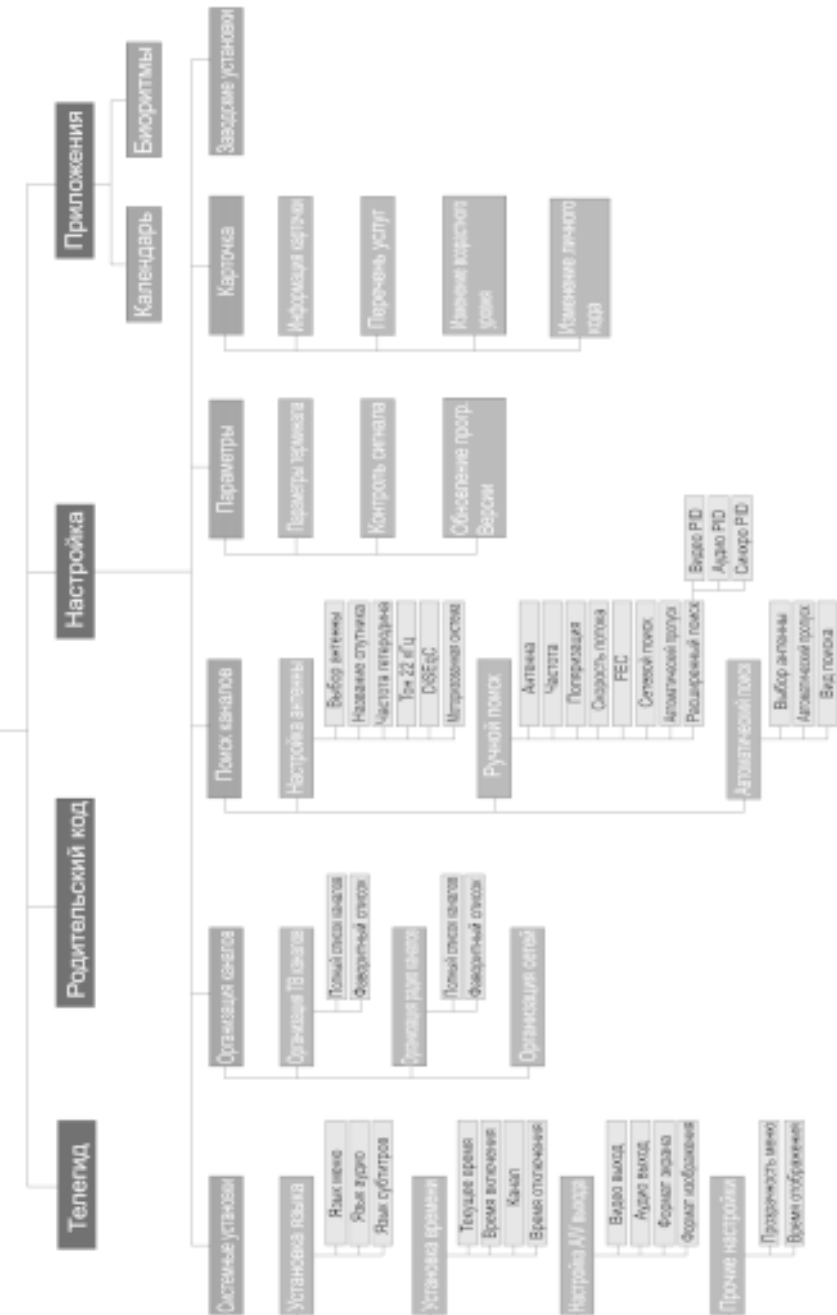 Телегид
Родительский код
Настройка
Приложения
Календарь
Биоритмы
Системные установки
Установка языка
Язык меню
Язык аудио
Язык субтитров
Установка времени
Текущее время
Время включения
Канал
Время отключения
Настройка A/V выхода
Видео выход
Аудио выход
Формат экрана
Формат изображения
Прочие настройки
Прозрачность меню
Время отображения
Организация каналов
Организация ТВ каналов
Полный список каналов
Фаворитный список
Организация радио каналов
Полный список каналов
Фаворитный список
Организация сетей
Поиск каналов
Настройка антенны
Выбор антенны
Название спутника
Частота гетеродина
Тон 22 кГц
DiSEqC
Моторизованная система
Ручной поиск
Антенна
Частота
Поляризация
Скорость потока
FEC
Сетевой поиск
Автоматический пропуск
Расширенный поиск
Видео PID
Аудио PID
Синхро PID
Автоматический поиск
Выбор антанны
Автоматический пропуск
Вид поиска
Параметры
Параметры терминала
Контроль сигнала
Обновление прогр.
Версии
Карточка
Информация карточки
Перечень услуг
Изменение возрастного
уровня
Изменение личного
кода
Заводские установки